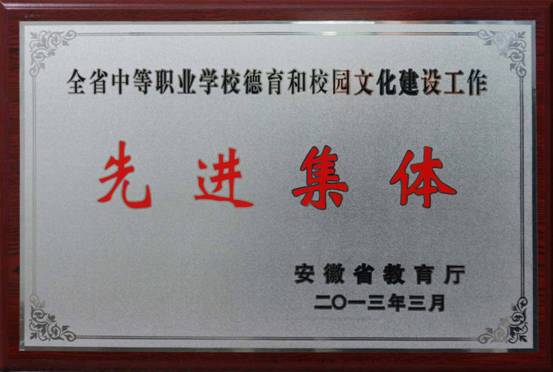 全省中等职业学校德育和校园文化建设工作
先进集体
安徽省教育厅
二〇一三年三月